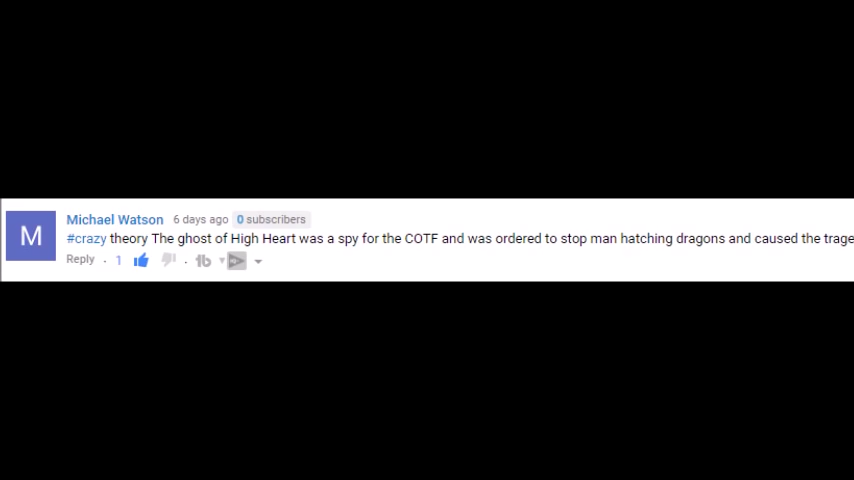 M
Michael Watson 6 days ago 0 subscribers
#crazy theory The ghost of High Heart was a spy for the COTF and was ordered to stop man hatching dragons and caused the trage
Reply · 1